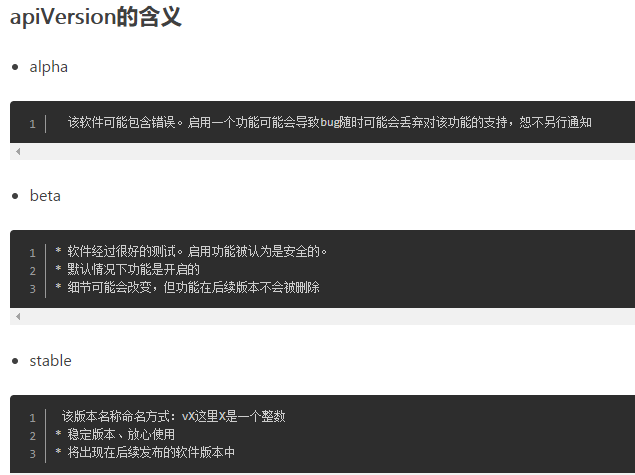 apiVersion的含义
• alpha
1 该软件可能包含错误。启用一个功能可能会导致bug随时可能会丢弃对该功能的支持，恕不另行通知
• beta
1 * 软件经过很好的测试。启用功能被认为是安全的。
2 * 默认情况下功能是开启的
3 * 细节可能会改变，但功能在后续版本不会被删除
• stable
1 该版本名称命名方式：vX这里X是一个整数
2 * 稳定版本、放心使用
3 * 将出现在后续发布的软件版本中